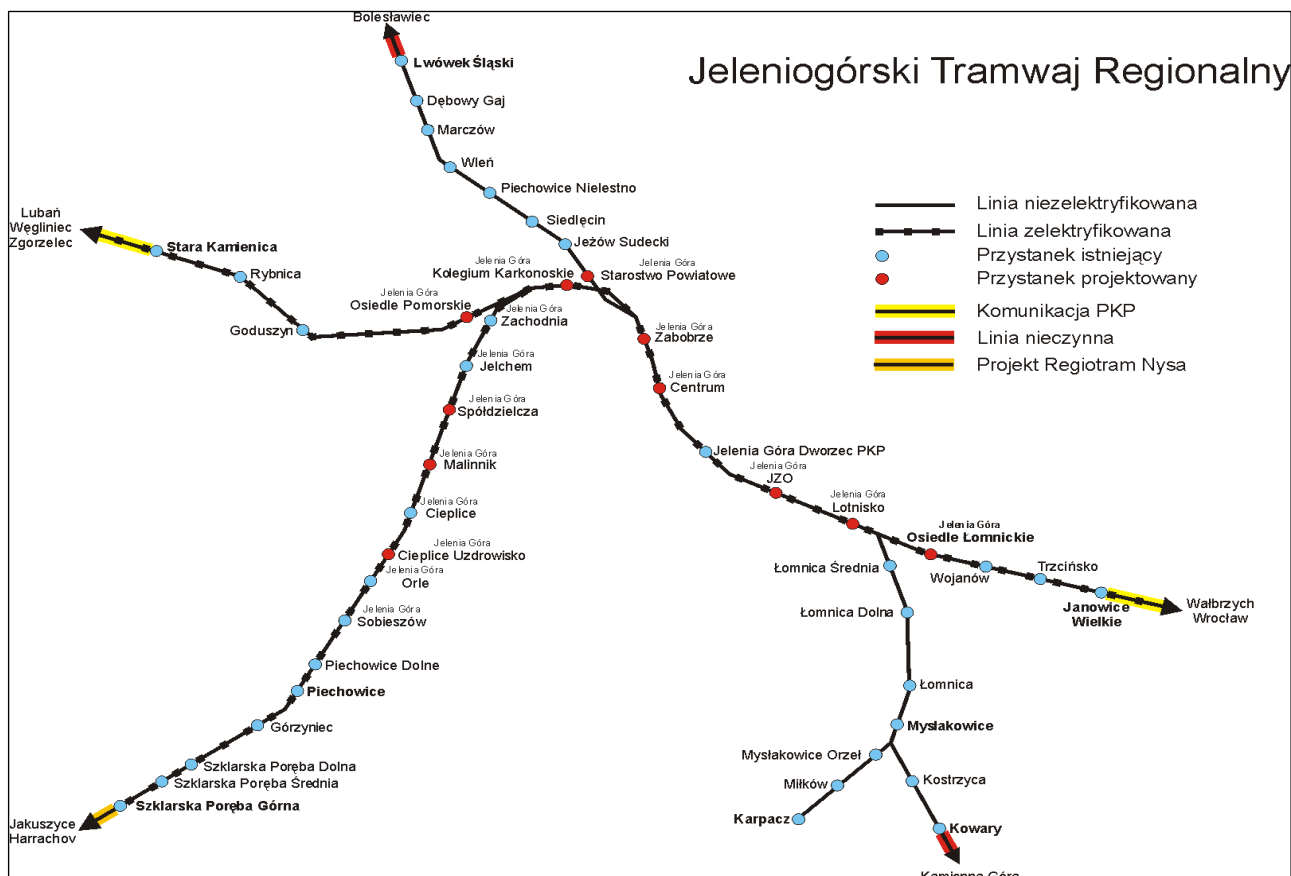 Bolesławiec
Jeleniogórski Tramwaj Regionalny
Lwówek Śląski
Dębowy Gaj
Marczów
Wleń
Piechowice Nielestno
Siedlęcin
Jeżów Sudecki
Linia niezelektryfikowana
Linia zelektryfikowana
Przystanek istniejący
Przystanek projektowany
Komunikacja PKP
Linia nieczynna
Projekt Regiotram Nysa
Lubań
Węgliniec
Zgorzelec
Stara Kamienica
Rybnica
Goduszyn
Jelenia Góra
Osiedle Pomorskie
Jelenia Góra
Kolegium Karkonoskie
Jelenia Góra
Starostwo Powiatowe
Jelenia Góra
Zachodnia
Jelenia Góra
Zabobrze
Jelenia Góra
Jelchem
Jelenia Góra
Centrum
Jelenia Góra
Spółdzielcza
Jelenia Góra
Malinnik
Jelenia Góra Dworzec PKP
Jelenia Góra
JZO
Jelenia Góra
Lotnisko
Jelenia Góra
Osiedle Łomnickie
Wojanów
Trzcińsko
Janowice
Wielkie
Wałbrzych
Wrocław
Jelenia Góra
Cieplice
Jelenia Góra
Cieplice Uzdrowisko
Jelenia Góra
Orle
Jelenia Góra
Sobieszów
Piechowice Dolne
Piechowice
Górzyniec
Szklarska Poręba Dolna
Szklarska Poręba Średnia
Szklarska Poręba Górna
Jakuszyce
Harrachov
Łomnica Średnia
Łomnica Dolna
Łomnica
Mysłakowice
Mysłakowice Orzeł
Miłków
Karpacz
Kostrzyca
Kowary
Kamienna Góra